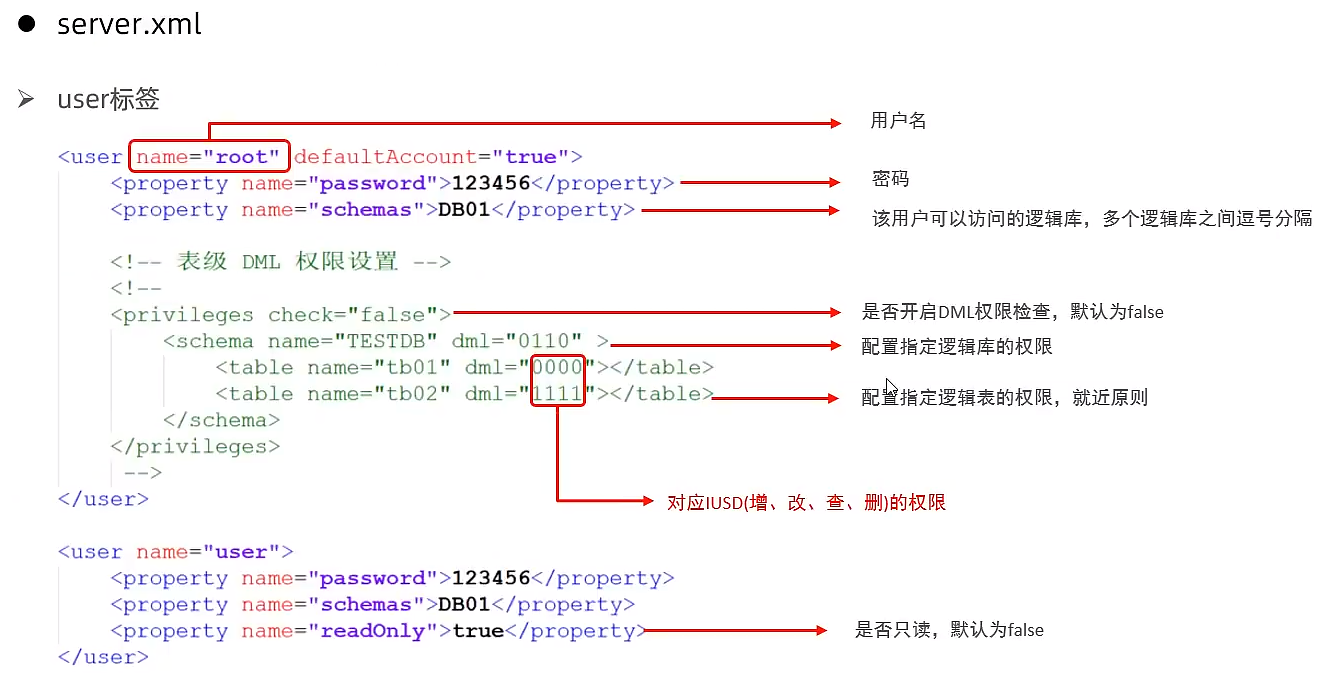 ● server.xml
➢ user标签
用户名
<user name="root" defaultAccount="true">
<property name="password">123456</property>
密码
<property name="schemas">DB01</property>
该用户可以访问的逻辑库，多个逻辑库之间逗号分隔
<!-- 表级 DML 权限设置 -->
<!--
<privileges check="false">
是否开启DML权限检查，默认为false
<schema name="TESTDB" dml="0110" >
配置指定逻辑库的权限
<table name="tb01" dml="0000"></table>
<table name="tb02" dml="1111"></table>
配置指定逻辑表的权限，就近原则
</schema>
</privileges>
-->
</user>
对应IUSD(增、改、查、删)的权限
<user name="user">
<property name="password">123456</property>
<property name="schemas">DB01</property>
<property name="readOnly">true</property>
是否只读，默认为false
</user>